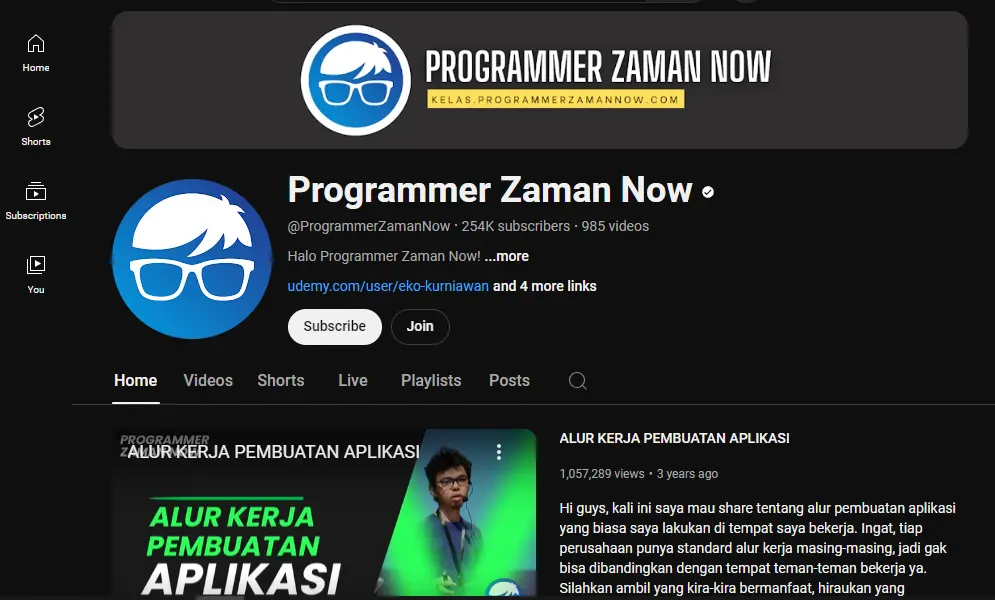 PROGRAMMER ZAMAN NOW
KELAS.PROGRAMMERZAMANNOW.COM
Home
Shorts
Subscriptions
You
Programmer Zaman Now
@ProgrammerZamanNow · 254K subscribers · 985 videos
Halo Programmer Zaman Now! ...more
udemy.com/user/eko-kurniawan and 4 more links
Subscribe
Join
Home Videos Shorts Live Playlists Posts
PROGRAMMER
ZAMAN NOW
ALUR KERJA PEMBUATAN APLIKASI
ALUR KERJA
PEMBUATAN
APLIKASI
ALUR KERJA PEMBUATAN APLIKASI
1,057,289 views • 3 years ago
Hi guys, kali ini saya mau share tentang alur pembuatan aplikasi
yang biasa saya lakukan di tempat saya bekerja. Ingat, tiap
perusahaan punya standard alur kerja masing-masing, jadi gak
bisa dibandingkan dengan tempat teman-teman bekerja ya.
Silahkan ambil yang kira-kira bermanfaat, hiraukan yang